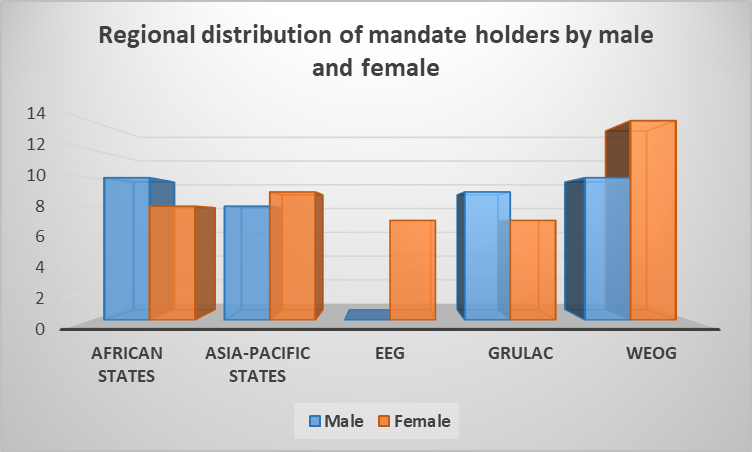 Regional distribution of mandate holders by male
and female
14
12
10
8
6
4
2
0
AFRICAN
STATES
ASIA-PACIFIC
STATES
EEG
GRULAC
WEOG
Male
Female